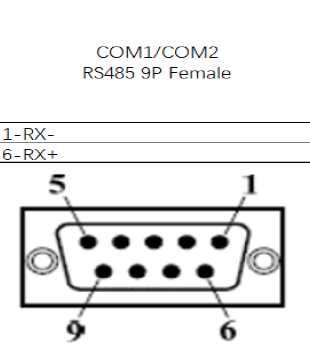 COM1/COM2
RS485 9P Female
1-RX-
6-RX+
5 1
9 6